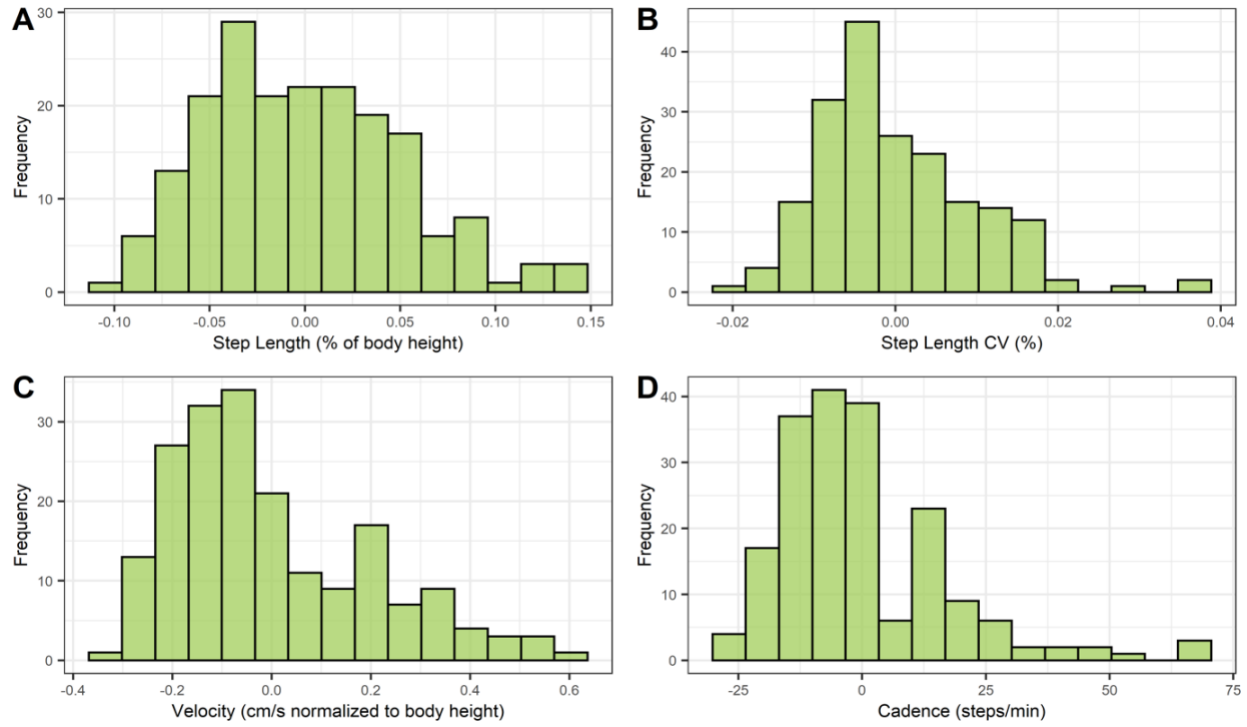 A
Frequency
30
20
10
0
-0.10 -0.05 0.00 0.05 0.10 0.15
Step Length (% of body height)
B
Frequency
40
30
20
10
0
-0.02 0.00 0.02 0.04
Step Length CV (%)
C
Frequency
30
20
10
0
-0.4 -0.2 0.0 0.2 0.4 0.6
Velocity (cm/s normalized to body height)
D
Frequency
40
30
20
10
0
-25 0 25 50 75
Cadence (steps/min)